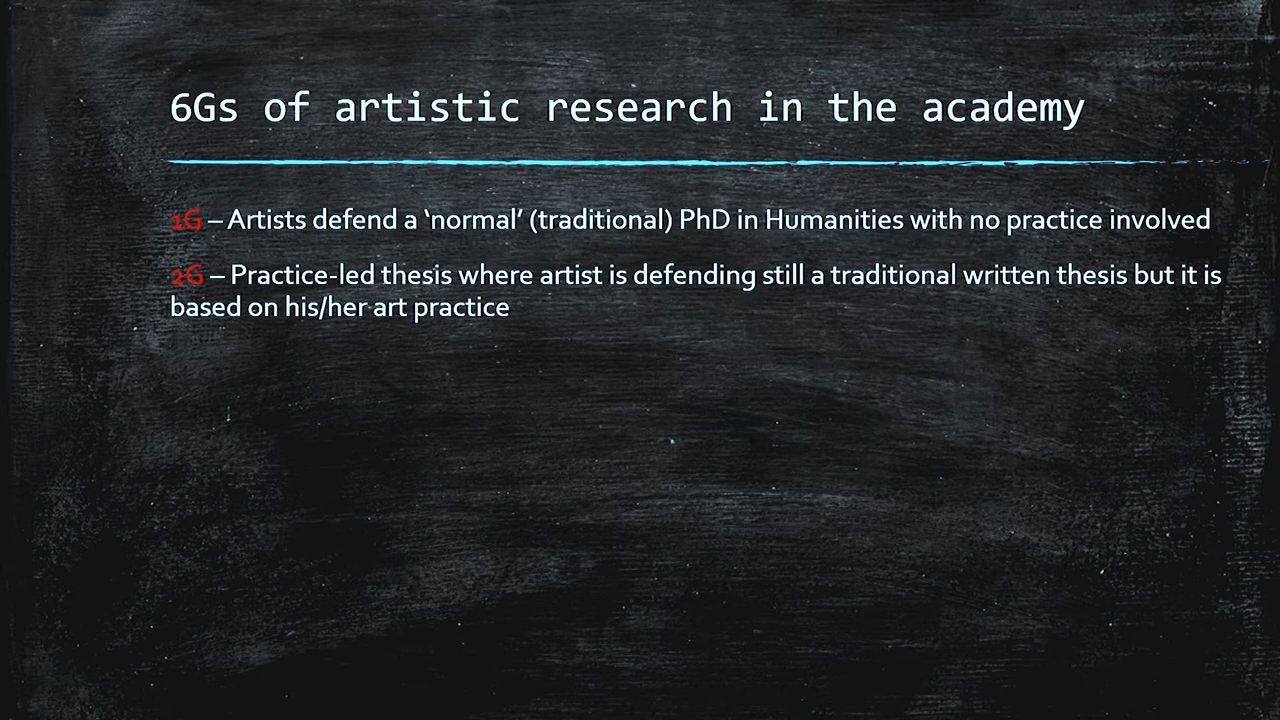 6Gs of artistic research in the academy
1G – Artists defend a ‘normal’ (traditional) PhD in Humanities with no practice involved
2G – Practice-led thesis where artist is defending still a traditional written thesis but it is
based on his/her art practice